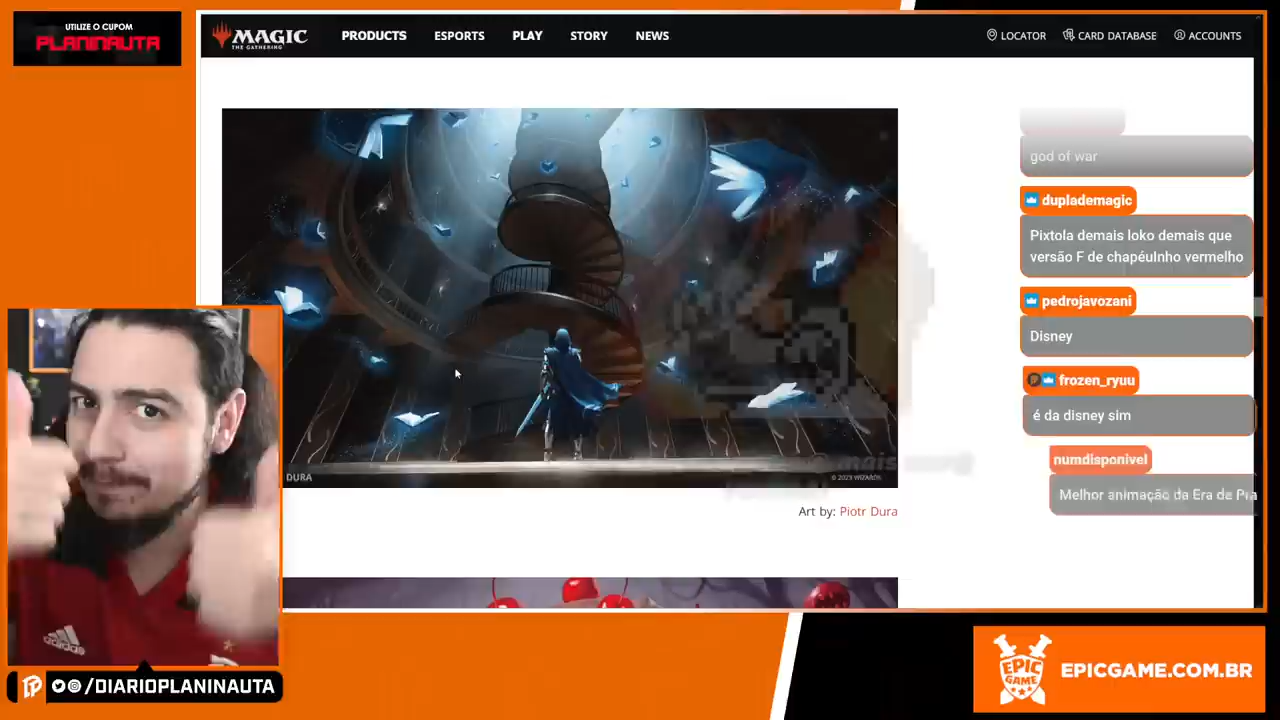 UTILIZE O CUPOM
PLANINAUTA
MAGIC
THE GATHERING
PRODUCTS
ESPORTS
PLAY
STORY
NEWS
LOCATOR
CARD DATABASE
ACCOUNTS
god of war
duplademagic
Pixtola demais loko demais que
versão F de chapéulnho vermelho
pedrojavozani
Disney
frozen_ryuu
é da disney sim
numdisponivel
Melhor animação da Era de Pra
DURA
© 2023 WIZARDS
Art by: Piotr Dura
adidas
/DIARIOPLANINAUTA
EPIC
GAME
EPICGAME.COM.BR